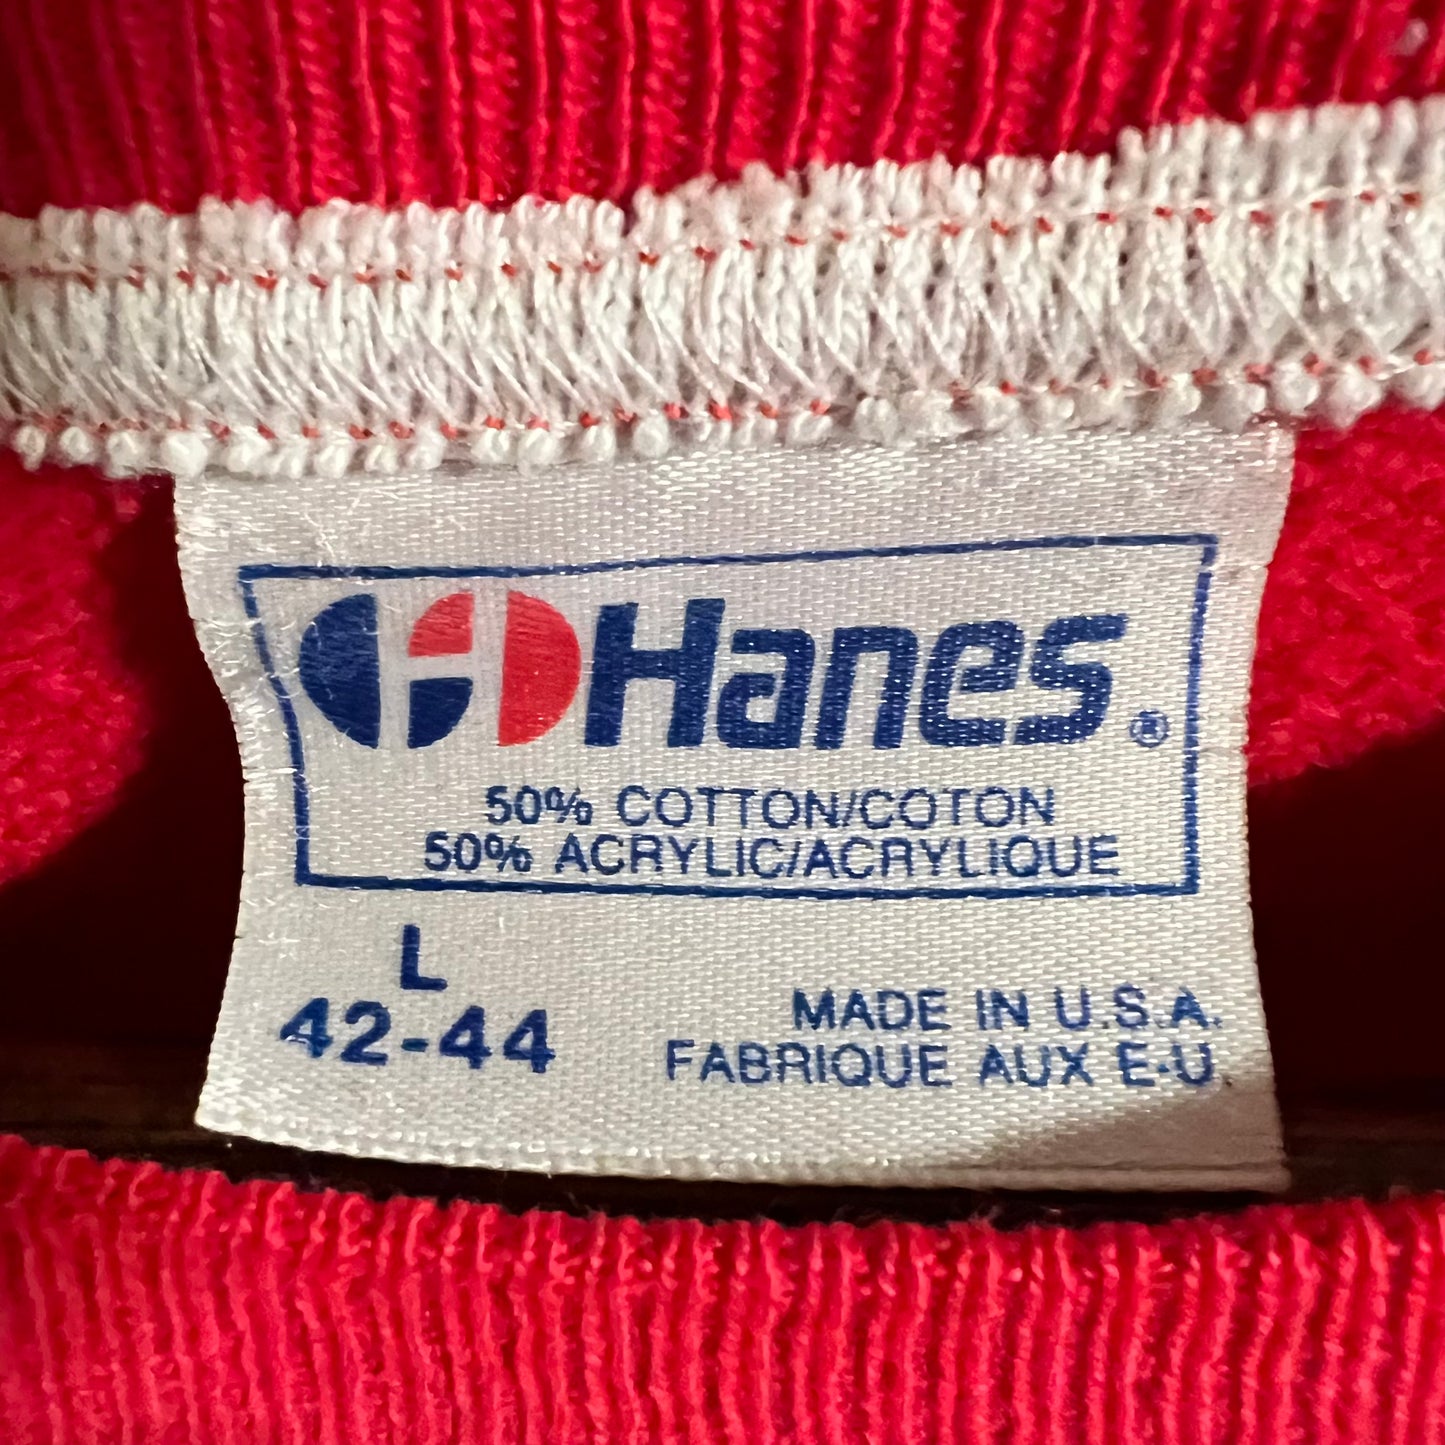 Hanes®
50% COTTON/COTON
50% ACRYLIC/ACRYLIQUE
L
42-44
MADE IN U.S.A.
FABRIQUE AUX E-U